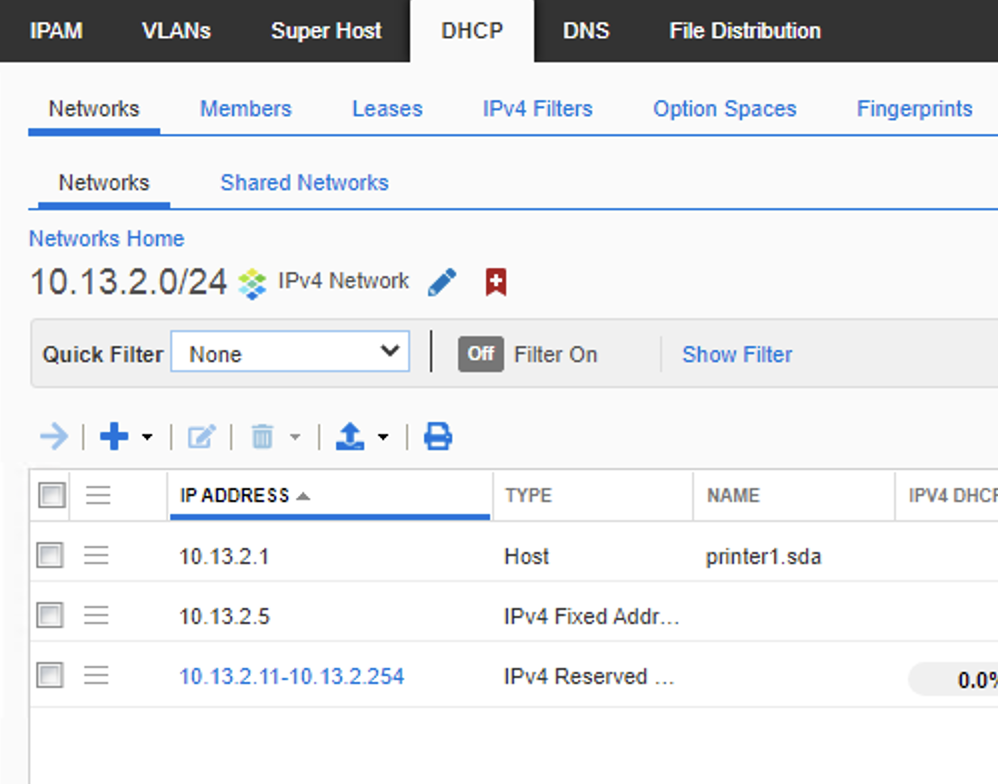 IPAM VLANs Super Host DHCP DNS File Distribution
Networks Members Leases IPv4 Filters Option Spaces Fingerprints
Networks Shared Networks
Networks Home
10.13.2.0/24 IPv4 Network
Quick Filter None Off Filter On Show Filter
IP ADDRESS TYPE NAME IPV4 DHCP
10.13.2.1 Host printer1.sda
10.13.2.5 IPv4 Fixed Addr...
10.13.2.11-10.13.2.254 IPv4 Reserved ... 0.0%